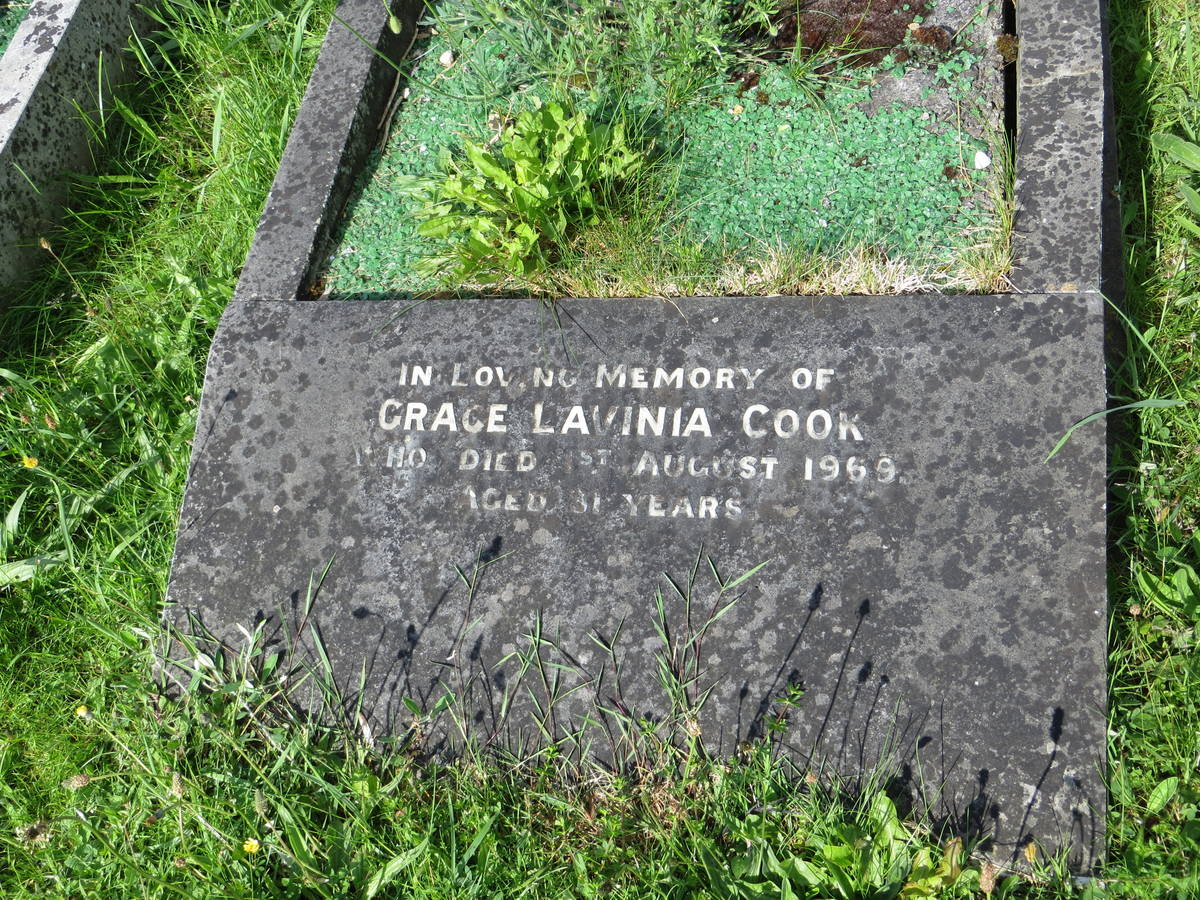 IN LOVING MEMORY OF
GRACE LAVINIA COOK
WHO DIED 1ST AUGUST 1969.
AGED YEARS